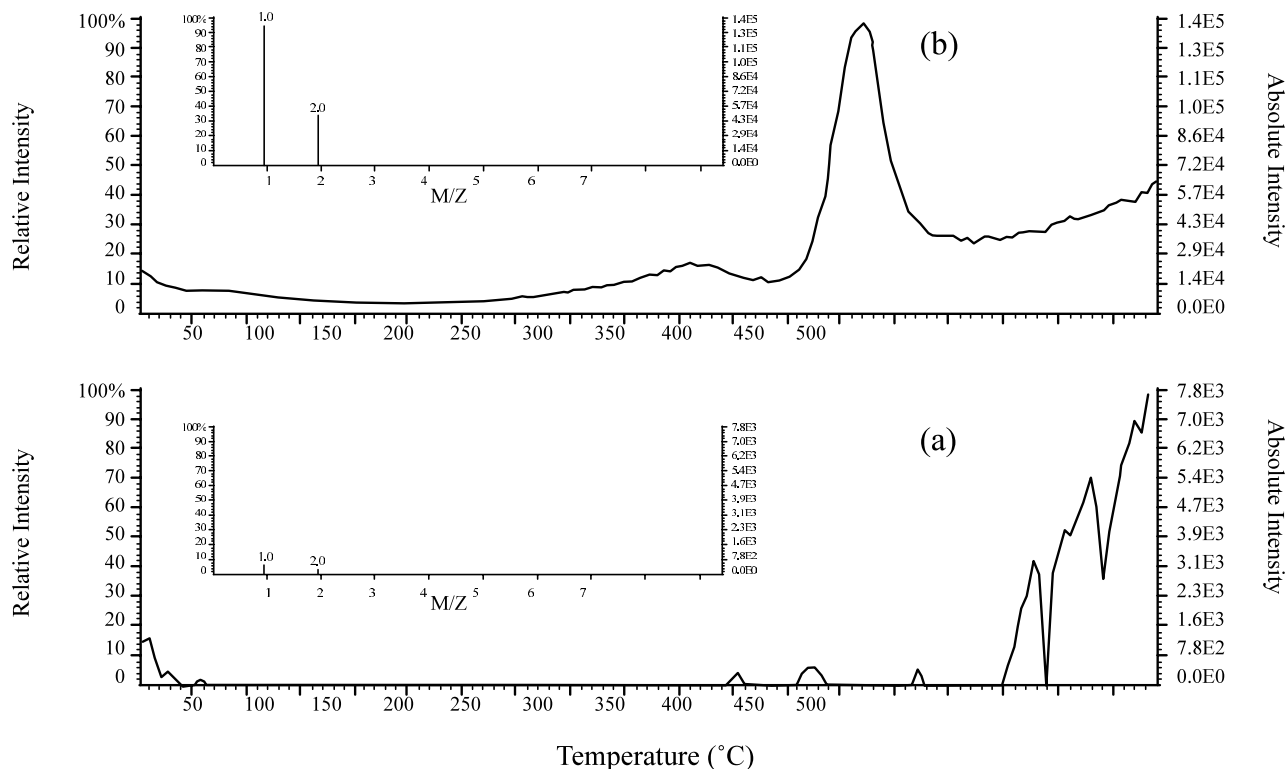 100%
90
80
70
60
50
40
30
20
10
0
Relative Intensity
100%
90
80
70
60
50
40
30
20
10
0
1.0
2.0
1 2 3 4 5 6 7
M/Z
1.4E5
1.3E5
1.1E5
1.0E5
8.6E4
7.2E4
5.7E4
4.3E4
2.9E4
1.4E4
0.0E0
(b)
1.4E5
1.3E5
1.1E5
1.0E5
8.6E4
7.2E4
5.7E4
4.3E4
2.9E4
1.4E4
0.0E0
Absolute Intensity
50 100 150 200 250 300 350 400 450 500
100%
90
80
70
60
50
40
30
20
10
0
Relative Intensity
100%
90
80
70
60
50
40
30
20
10
0
1.0
2.0
1 2 3 4 5 6 7
M/Z
7.8E3
7.0E3
6.2E3
5.4E3
4.7E3
3.9E3
3.1E3
2.3E3
1.6E3
7.8E2
0.0E0
(a)
7.8E3
7.0E3
6.2E3
5.4E3
4.7E3
3.9E3
3.1E3
2.3E3
1.6E3
7.8E2
0.0E0
Absolute Intensity
50 100 150 200 250 300 350 400 450 500
Temperature (˚C)